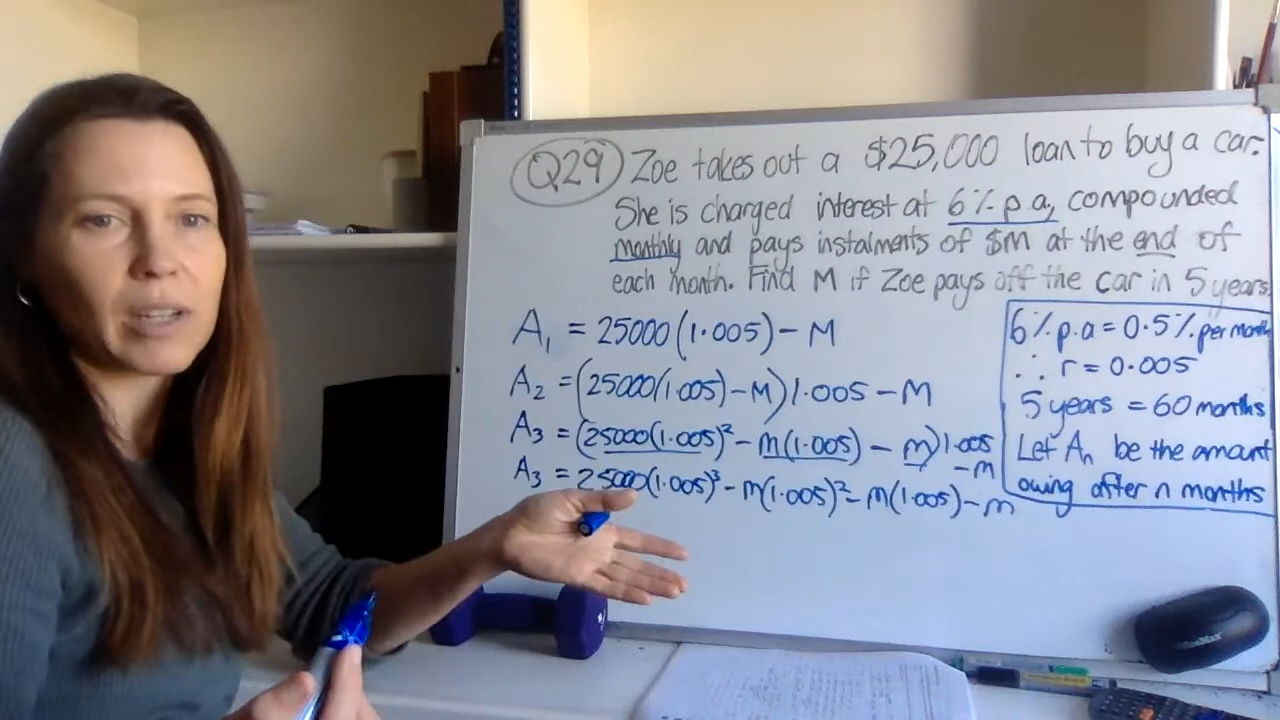 Q29 Zoe takes out a $25,000 loan to buy a car.
She is charged interest at 6% p a, compounded
monthly and pays instalments of $M at the end of
each month. Find M if Zoe pays off the car in 5 years
A₁ = 25000(1·005) - M
A₂ = (25000(1·005) - M)1·005 - M
A₃ = (25000(1·005)² - M(1·005) - M)1·005
- M
A₃ = 25000(1·005)³ - M(1·005)² - M(1·005) - M
6% p.a = 0·5% per month
∴ r = 0·005
5 years = 60 months
Let Aₙ be the amount
owing after n months
OfficeMax